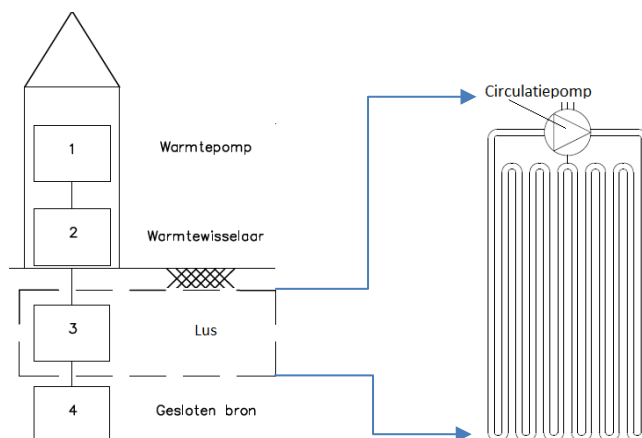 Circulatiepomp
1
Warmtepomp
2
Warmtewisselaar
3
Lus
4
Gesloten bron